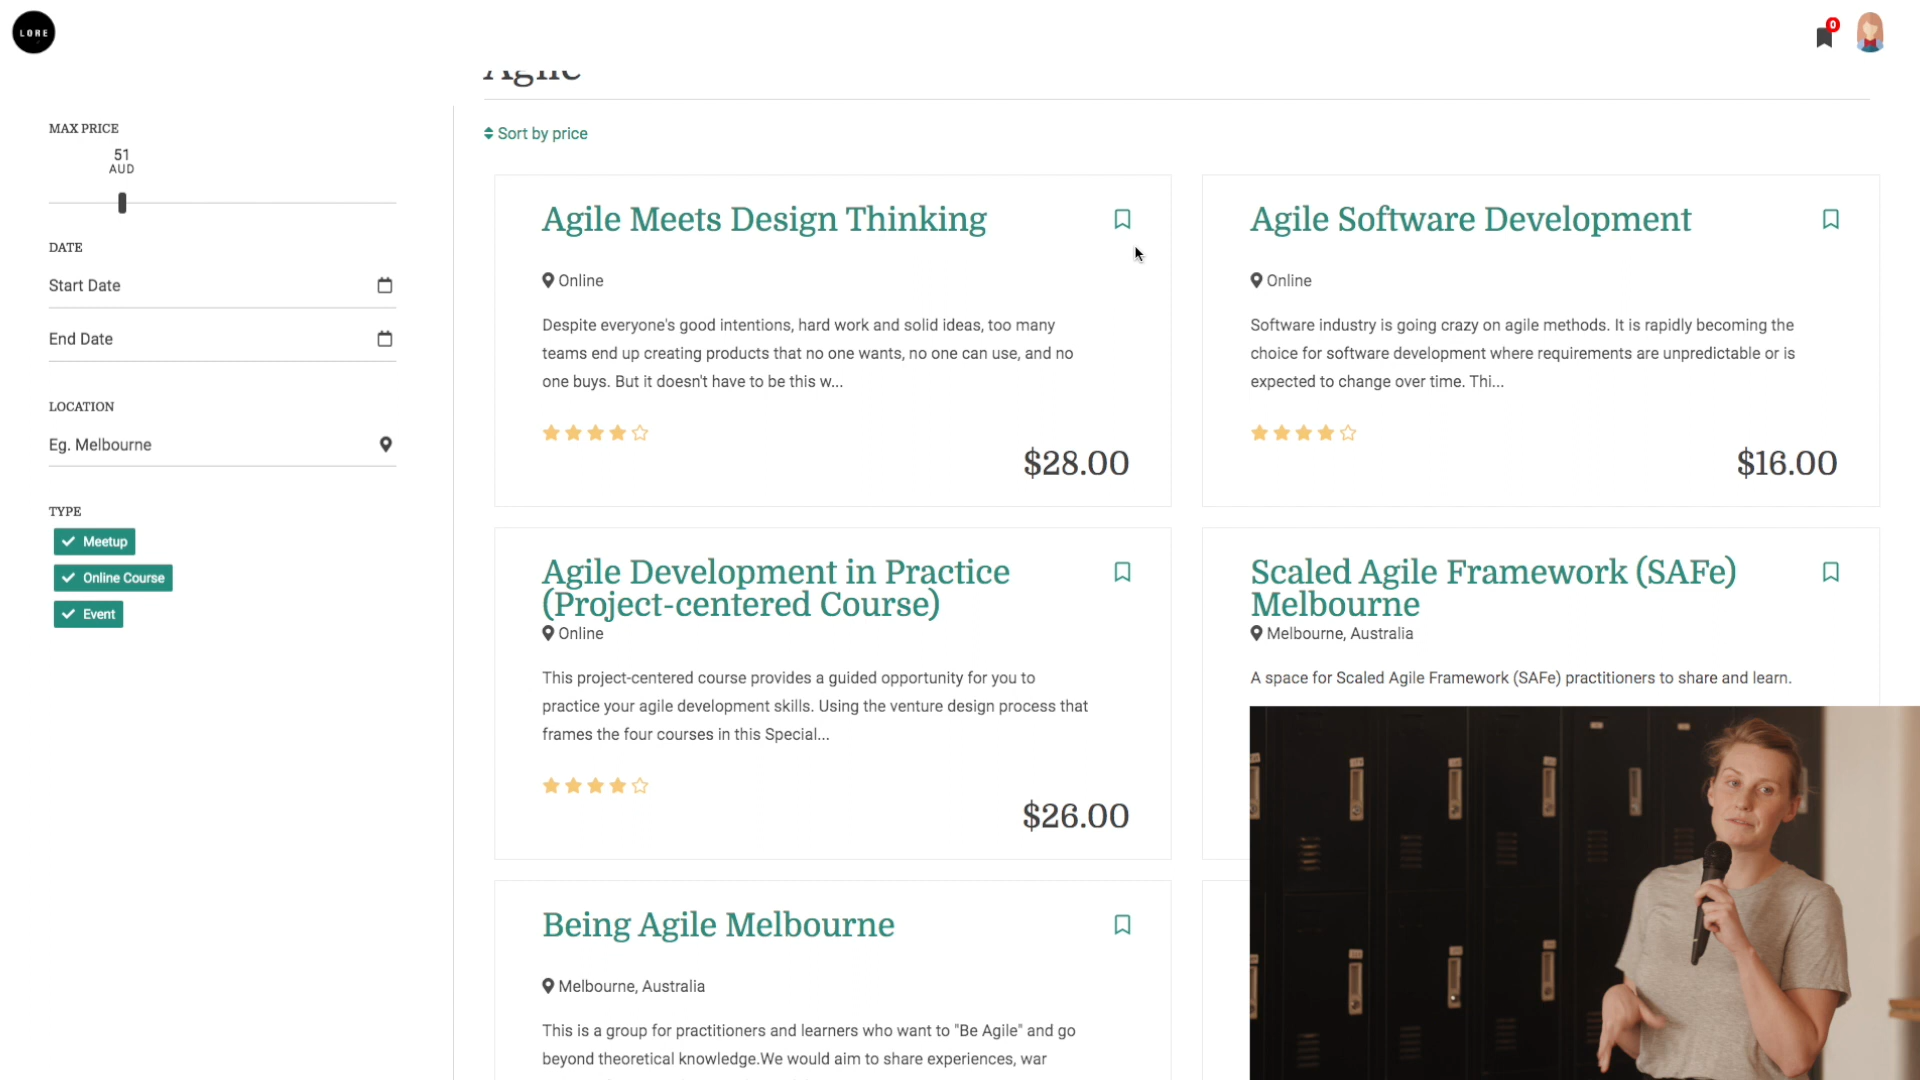 LORE
0
Agile
MAX PRICE
51
AUD
DATE
Start Date
End Date
LOCATION
Eg. Melbourne
TYPE
Meetup
Online Course
Event
Sort by price
Agile Meets Design Thinking
Online
Despite everyone's good intentions, hard work and solid ideas, too many
teams end up creating products that no one wants, no one can use, and no
one buys. But it doesn't have to be this w...
$28.00
Agile Software Development
Online
Software industry is going crazy on agile methods. It is rapidly becoming the
choice for software development where requirements are unpredictable or is
expected to change over time. Thi...
$16.00
Agile Development in Practice
(Project-centered Course)
Online
This project-centered course provides a guided opportunity for you to
practice your agile development skills. Using the venture design process that
frames the four courses in this Special...
$26.00
Scaled Agile Framework (SAFe)
Melbourne
Melbourne, Australia
A space for Scaled Agile Framework (SAFe) practitioners to share and learn.
Being Agile Melbourne
Melbourne, Australia
This is a group for practitioners and learners who want to "Be Agile" and go
beyond theoretical knowledge.We would aim to share experiences, war